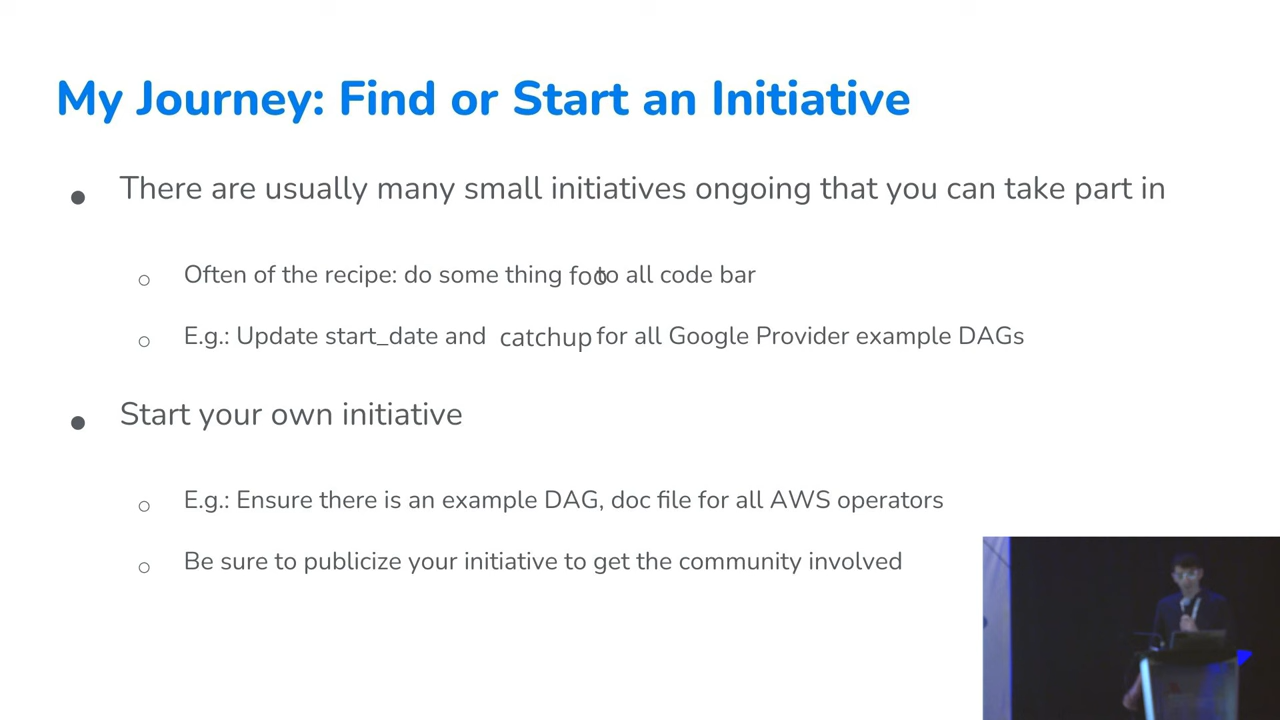 My Journey: Find or Start an Initiative
● There are usually many small initiatives ongoing that you can take part in
○ Often of the recipe: do some thing foo to all code bar
○ E.g.: Update start_date and catchup for all Google Provider example DAGs
● Start your own initiative
○ E.g.: Ensure there is an example DAG, doc file for all AWS operators
○ Be sure to publicize your initiative to get the community involved